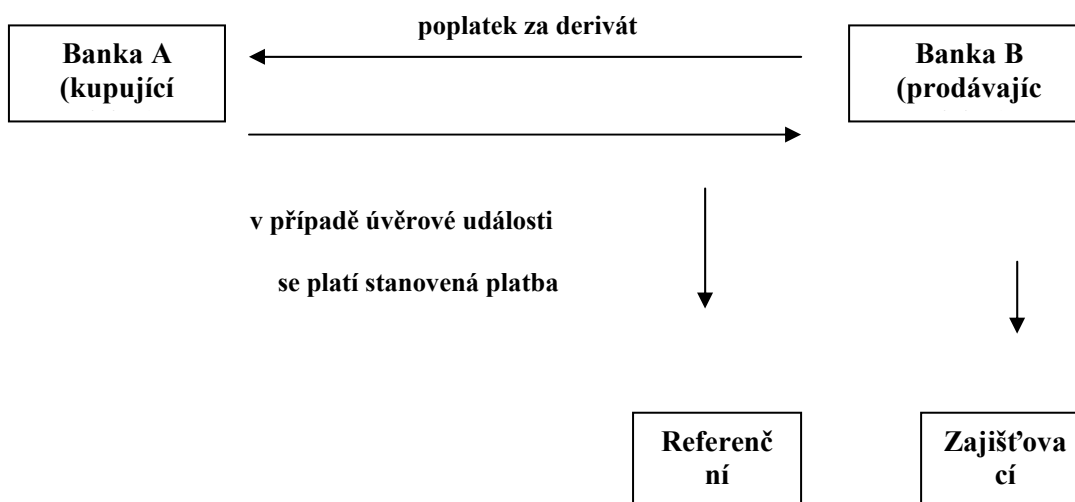 poplatek za derivát
Banka A
(kupující
Banka B
(prodávajíc
v případě úvěrové události
se platí stanovená platba
Referenč
ní
Zajišťova
cí